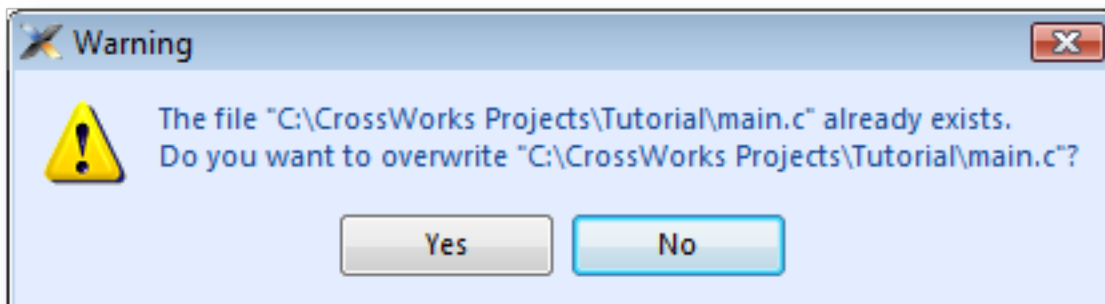 Warning
The file "C:\CrossWorks Projects\Tutorial\main.c" already exists.
Do you want to overwrite "C:\CrossWorks Projects\Tutorial\main.c"?
Yes No